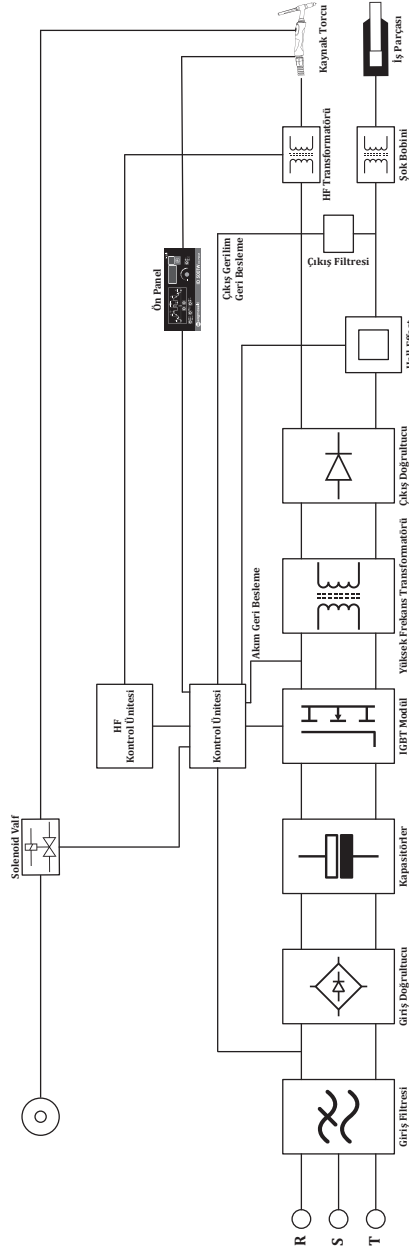 R
S
T
Giriş Filtresi
Giriş Doğrultucu
Kapasitörler
IGBT Modül
Yüksek Frekans Transformatörü
Çıkış Doğrultucu
Çıkış Filtresi
HF Transformatörü
Şok Bobini
Kaynak Torcu
İş Parçası
Solenoid Valf
HF
Kontrol Ünitesi
Kontrol Ünitesi
Akım Geri Besleme
Çıkış Gerilim
Geri Besleme
Ön Panel